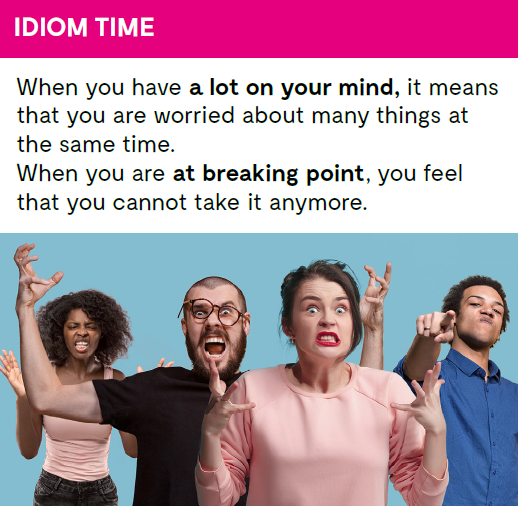 IDIOM TIME
When you have a lot on your mind, it means
that you are worried about many things at
the same time.
When you are at breaking point, you feel
that you cannot take it anymore.